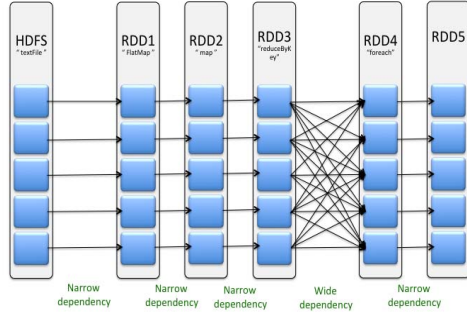 HDFS
" textFile "
RDD1
" FlatMap "
RDD2
" map "
RDD3
"reduceByK
ey"
RDD4
"foreach"
RDD5
Narrow
dependency
Narrow
dependency
Narrow
dependency
Wide
dependency
Narrow
dependency